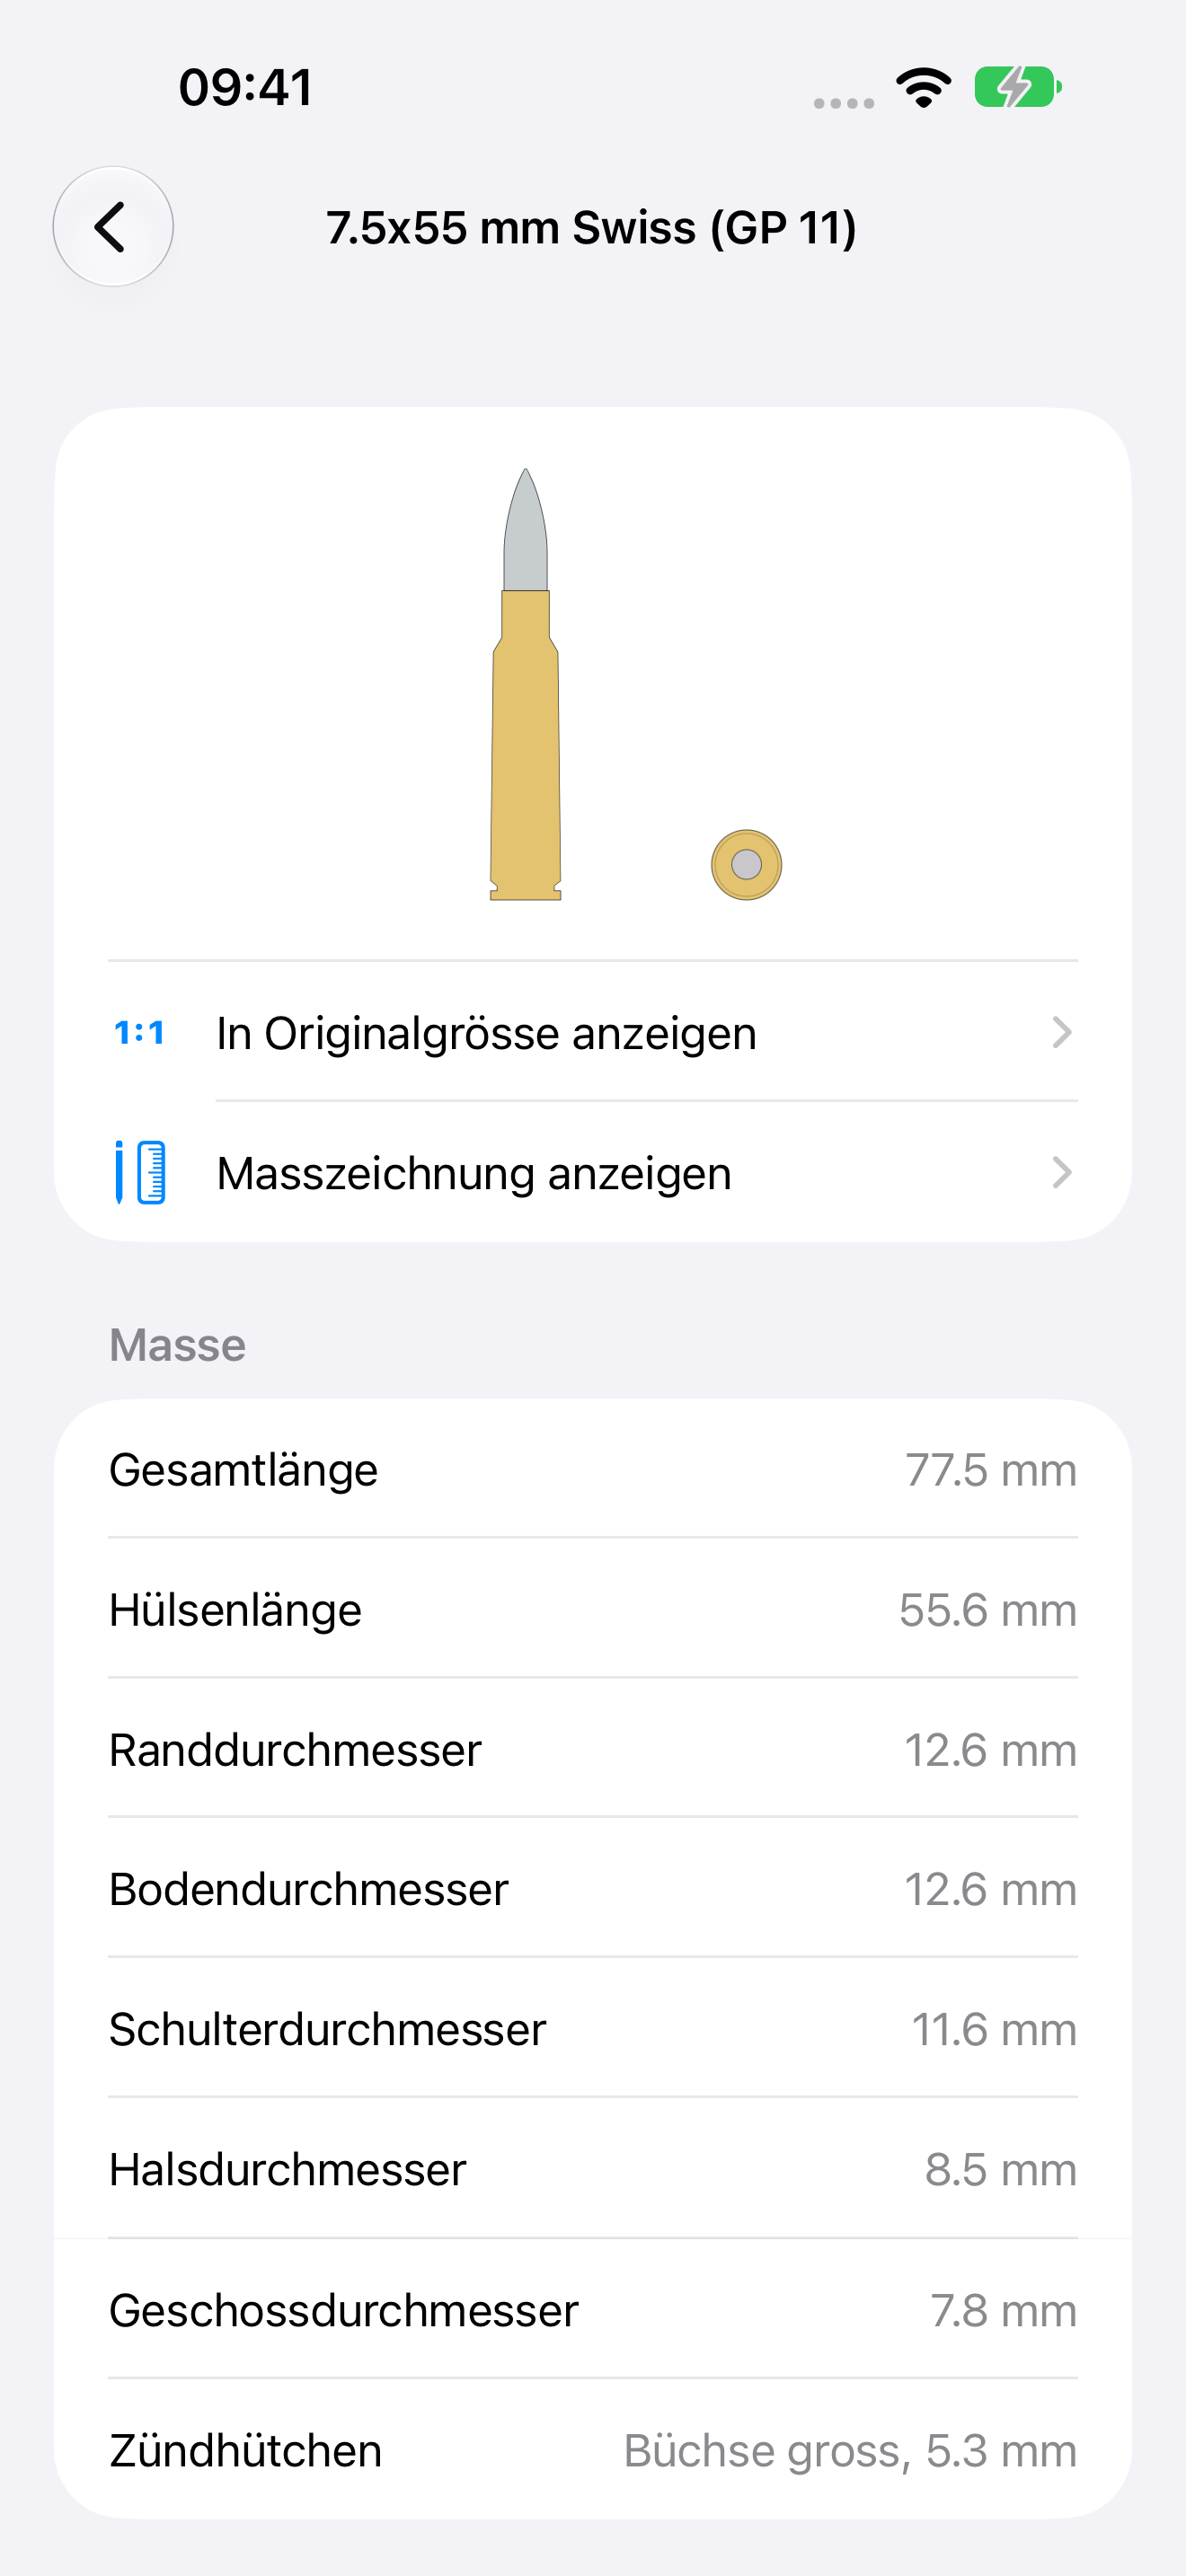 09:41
7.5x55 mm Swiss (GP 11)
1:1 In Originalgrösse anzeigen
Masszeichnung anzeigen
Masse
Gesamtlänge 77.5 mm
Hülsenlänge 55.6 mm
Randdurchmesser 12.6 mm
Bodendurchmesser 12.6 mm
Schulterdurchmesser 11.6 mm
Halsdurchmesser 8.5 mm
Geschossdurchmesser 7.8 mm
Zündhütchen Büchse gross, 5.3 mm